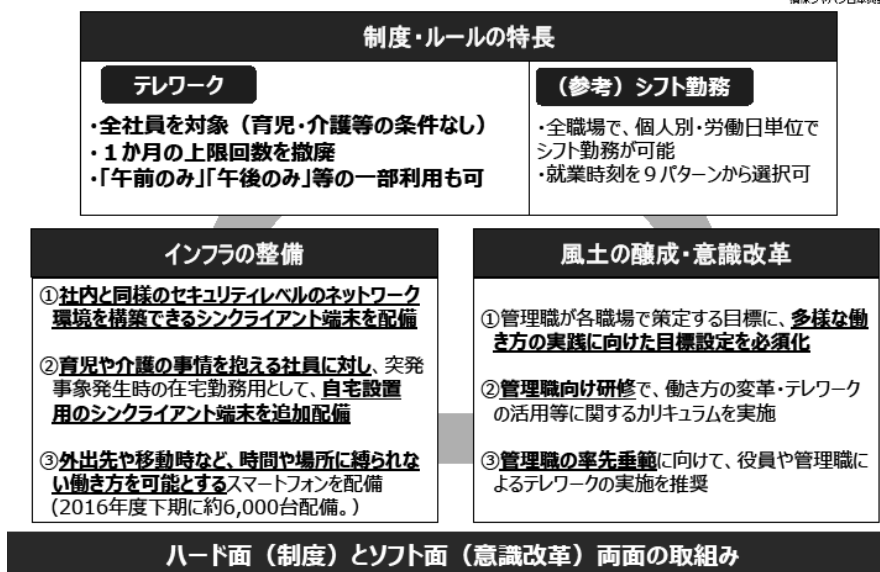 制度・ルールの特長
テレワーク
・全社員を対象（育児・介護等の条件なし）
・１か月の上限回数を撤廃
・「午前のみ」「午後のみ」等の一部利用も可
（参考）シフト勤務
・全職場で、個人別・労働日単位で
シフト勤務が可能
・就業時刻を９パターンから選択可
インフラの整備
①社内と同様のセキュリティレベルのネットワーク
環境を構築できるシンクライアント端末を配備
②育児や介護の事情を抱える社員に対し、突発
事象発生時の在宅勤務用として、自宅設置
用のシンクライアント端末を追加配備
③外出先や移動時など、時間や場所に縛られな
い働き方を可能とするスマートフォンを配備
(2016年度下期に約6,000台配備。)
風土の醸成・意識改革
①管理職が各職場で策定する目標に、多様な働
き方の実践に向けた目標設定を必須化
②管理職向け研修で、働き方の変革・テレワーク
の活用等に関するカリキュラムを実施
③管理職の率先垂範に向けて、役員や管理職に
よるテレワークの実施を推奨
ハード面（制度）とソフト面（意識改革）両面の取組み